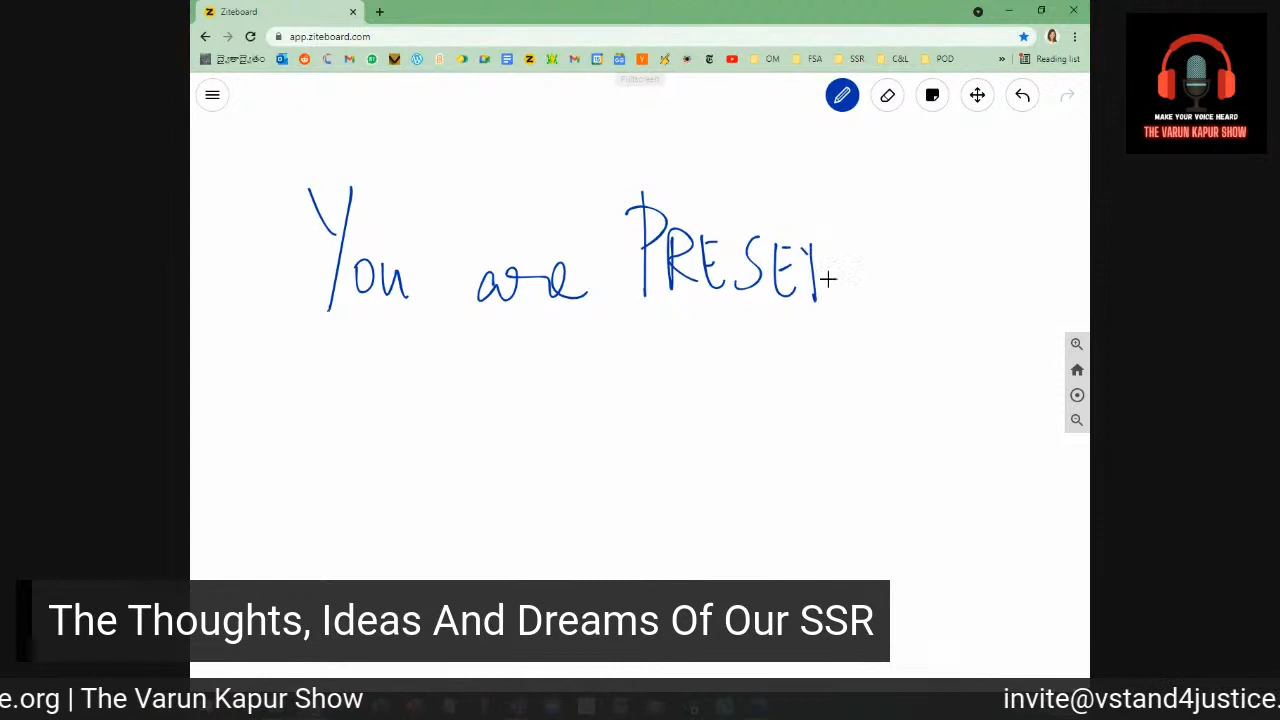 Ziteboard
app.ziteboard.com
OM
FSA
SSR
C&L
POD
»
Reading list
Fullscreen
MAKE YOUR VOICE HEARD
THE VARUN KAPUR SHOW
You are PRESEN
The Thoughts, Ideas And Dreams Of Our SSR
e.org | The Varun Kapur Show
invite@vstand4justice.